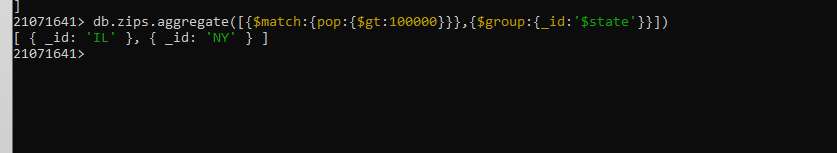 ]
21071641> db.zips.aggregate([{$match:{pop:{$gt:100000}}},{$group:{_id:'$state'}}])
[ { _id: 'IL' }, { _id: 'NY' } ]
21071641>